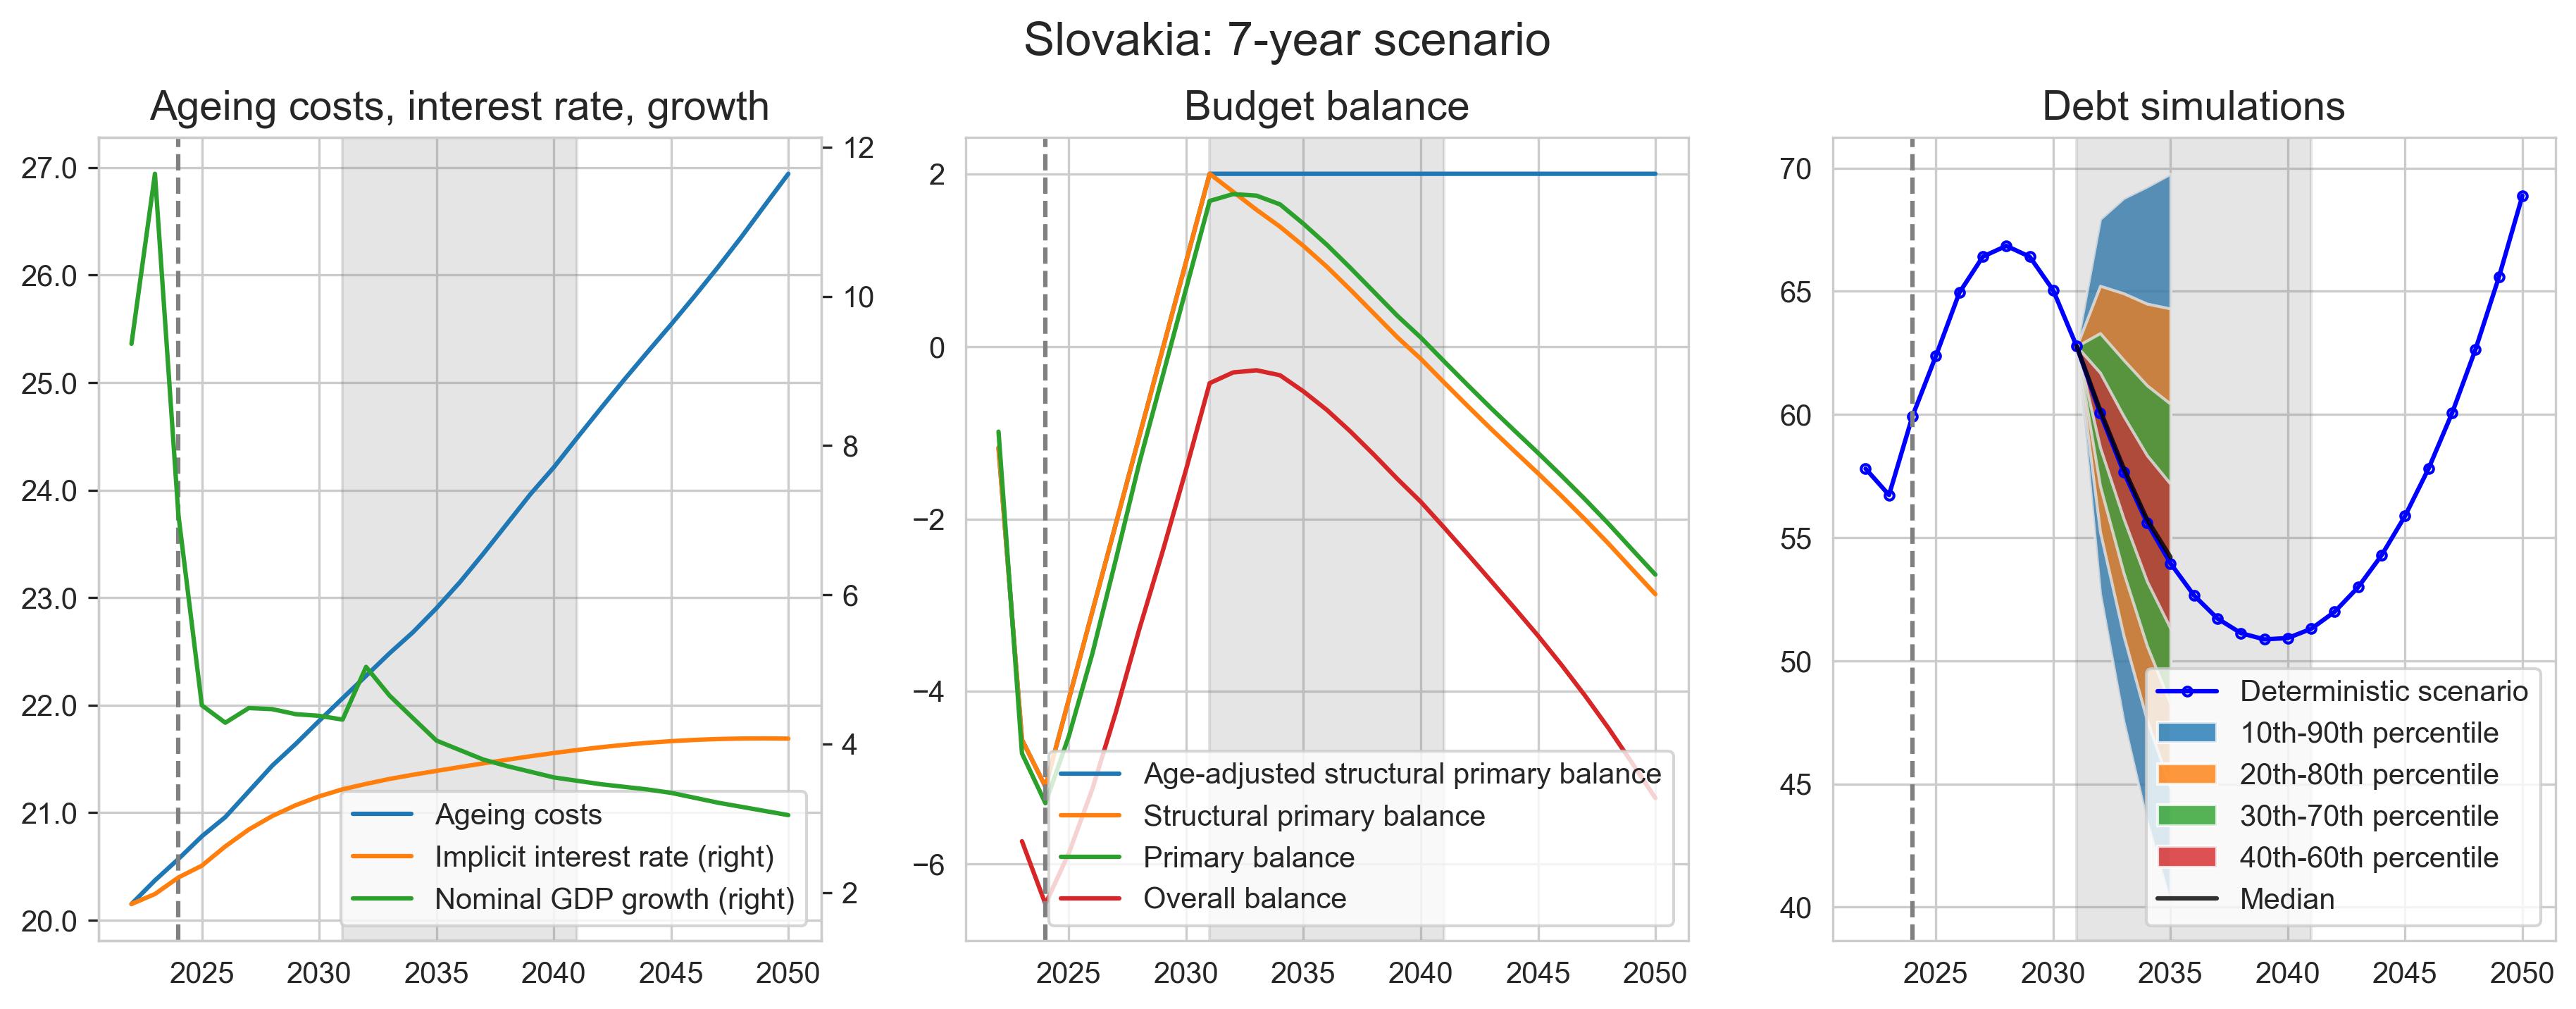 Slovakia: 7-year scenario
Ageing costs, interest rate, growth
27.0
26.0
25.0
24.0
23.0
22.0
21.0
20.0
12
10
8
6
4
2
2025 2030 2035 2040 2045 2050
Ageing costs
Implicit interest rate (right)
Nominal GDP growth (right)
Budget balance
2
0
−2
−4
−6
2025 2030 2035 2040 2045 2050
Age-adjusted structural primary balance
Structural primary balance
Primary balance
Overall balance
Debt simulations
70
65
60
55
50
45
40
2025 2030 2035 2040 2045 2050
Deterministic scenario
10th-90th percentile
20th-80th percentile
30th-70th percentile
40th-60th percentile
Median